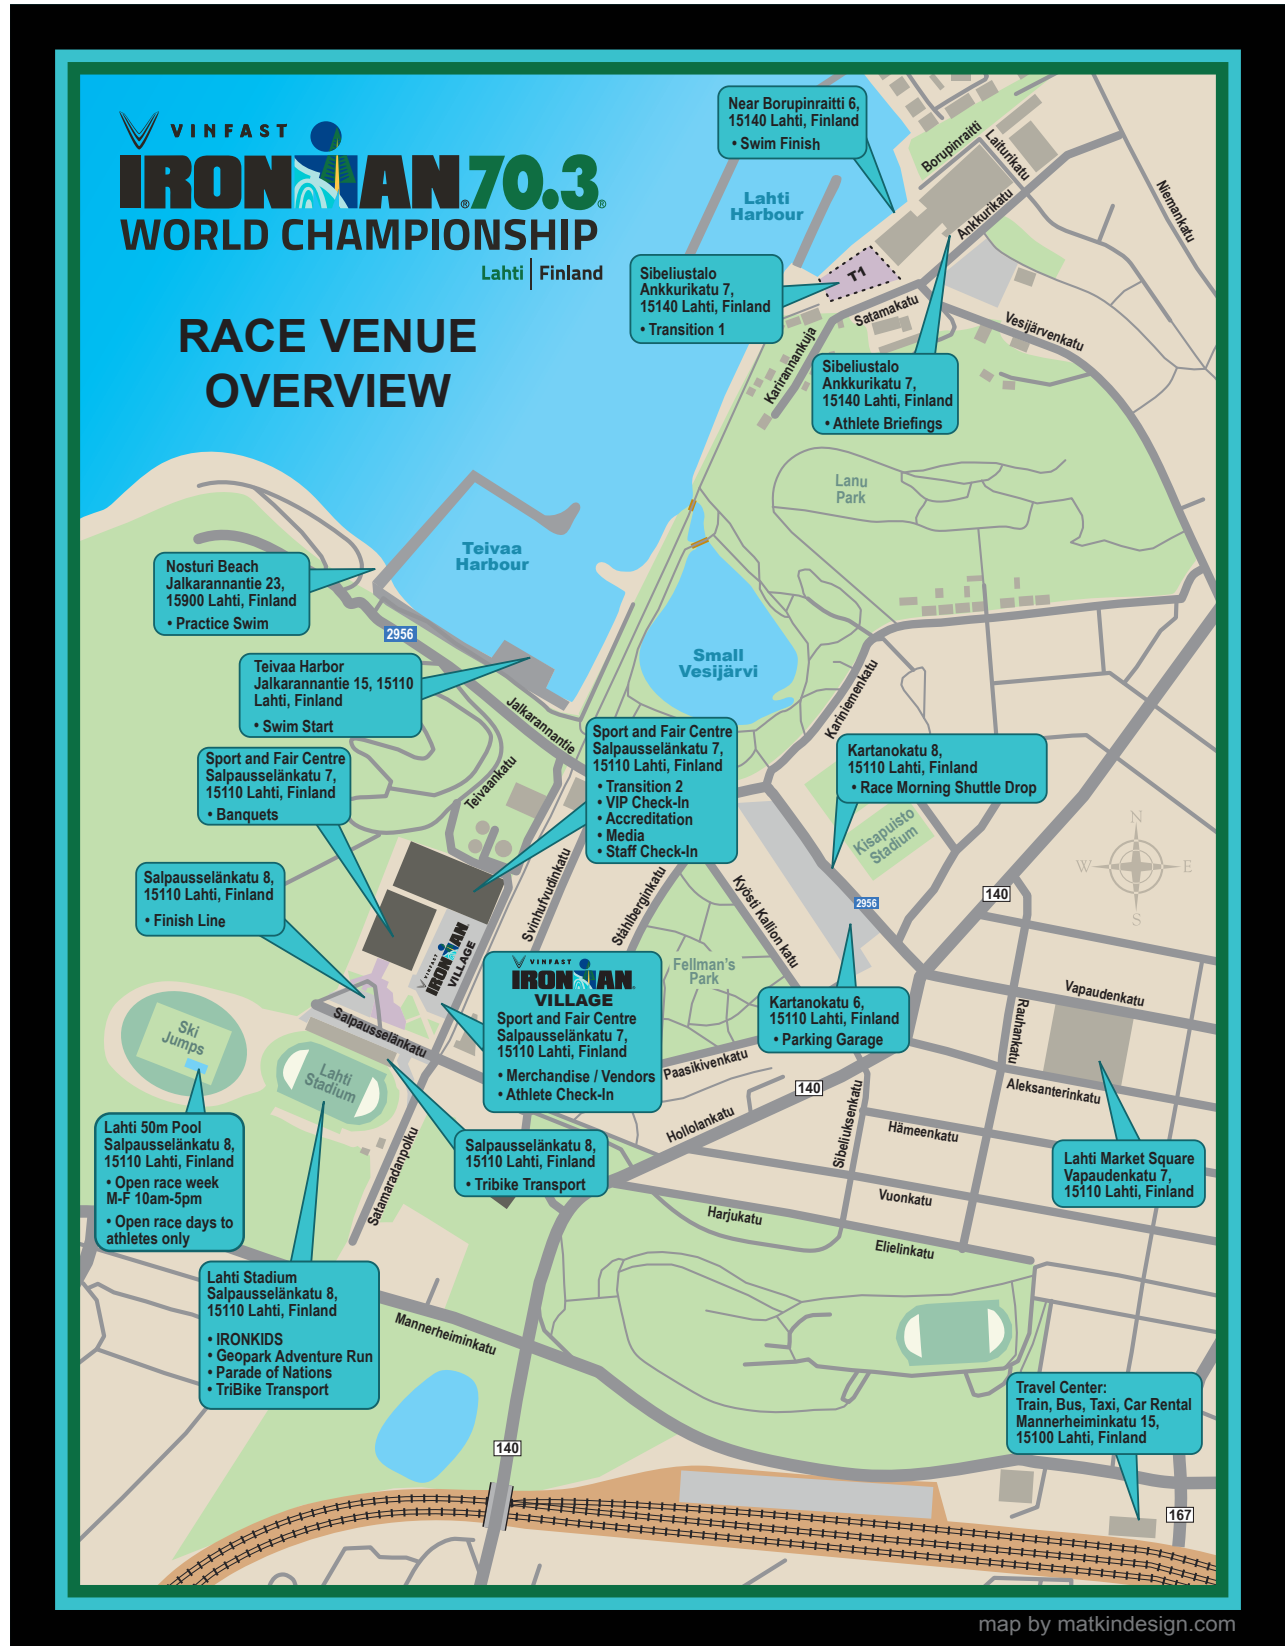 VINFAST
IRONMAN® 70.3®
WORLD CHAMPIONSHIP
Lahti | Finland
RACE VENUE
OVERVIEW
Near Borupinraitti 6,
15140 Lahti, Finland
• Swim Finish
Borupinraitti
Laiturikatu
Ankkurikatu
Niemankatu
Lahti
Harbour
Sibeliustalo
Ankkurikatu 7,
15140 Lahti, Finland
• Transition 1
T1
Satamakatu
Vesijärvenkatu
Karirannankuja
Sibeliustalo
Ankkurikatu 7,
15140 Lahti, Finland
• Athlete Briefings
Lanu
Park
Teivaa
Harbour
Nosturi Beach
Jalkarannantie 23,
15900 Lahti, Finland
• Practice Swim
2956
Teivaa Harbor
Jalkarannantie 15, 15110
Lahti, Finland
• Swim Start
Small
Vesijärvi
Jalkarannantie
Kariniemenkatu
Sport and Fair Centre
Salpausselänkatu 7,
15110 Lahti, Finland
• Banquets
Teivaankatu
Sport and Fair Centre
Salpausselänkatu 7,
15110 Lahti, Finland
• Transition 2
• VIP Check-In
• Accreditation
• Media
• Staff Check-In
Kartanokatu 8,
15110 Lahti, Finland
• Race Morning Shuttle Drop
Kisapuisto
Stadium
N
W
E
S
Salpausselänkatu 8,
15110 Lahti, Finland
• Finish Line
Svinhufvudinkatu
Ståhlberginkatu
Kyösti Kallion katu
2956
140
VINFAST
IRONMAN
VILLAGE
Fellman's
Park
VINFAST
IRONMAN
VILLAGE
Sport and Fair Centre
Salpausselänkatu 7,
15110 Lahti, Finland
• Merchandise / Vendors
• Athlete Check-In
Kartanokatu 6,
15110 Lahti, Finland
• Parking Garage
Vapaudenkatu
Rauhankatu
Aleksanterinkatu
Ski
Jumps
Salpausselänkatu
Lahti
Stadium
Paasikivenkatu
140
Hollolankatu
Sibeliuksenkatu
Hämeenkatu
Lahti 50m Pool
Salpausselänkatu 8,
15110 Lahti, Finland
• Open race week
M-F 10am-5pm
• Open race days to
athletes only
Satamaradanpolku
Salpausselänkatu 8,
15110 Lahti, Finland
• Tribike Transport
Lahti Market Square
Vapaudenkatu 7,
15110 Lahti, Finland
Vuonkatu
Harjukatu
Elielinkatu
Lahti Stadium
Salpausselänkatu 8,
15110 Lahti, Finland
• IRONKIDS
• Geopark Adventure Run
• Parade of Nations
• TriBike Transport
Mannerheiminkatu
Travel Center:
Train, Bus, Taxi, Car Rental
Mannerheiminkatu 15,
15100 Lahti, Finland
140
167
map by matkindesign.com